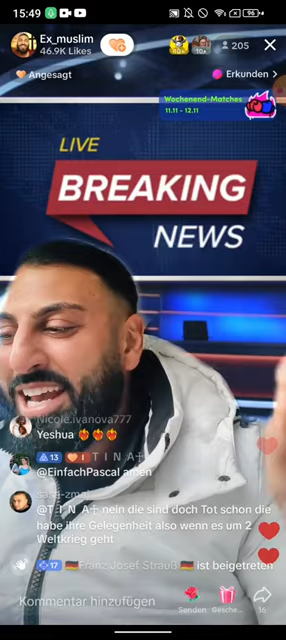 15:49
Ex_muslim
46.9K Likes
205
Angesagt
Erkunden >
Wochenend-Matches
11.11 - 12.11
LIVE
BREAKING
NEWS
Nicole.ivanova777
Yeshua
13 T I N A
@EinfachPascal amen
@T I N A nein die sind doch Tot schon die
habe ihre Gelegenheit also wenn es um 2
Weltkrieg geht
17 Franz Josef Strauß ist beigetreten
Kommentar hinzufügen
Senden
Gesche...
16